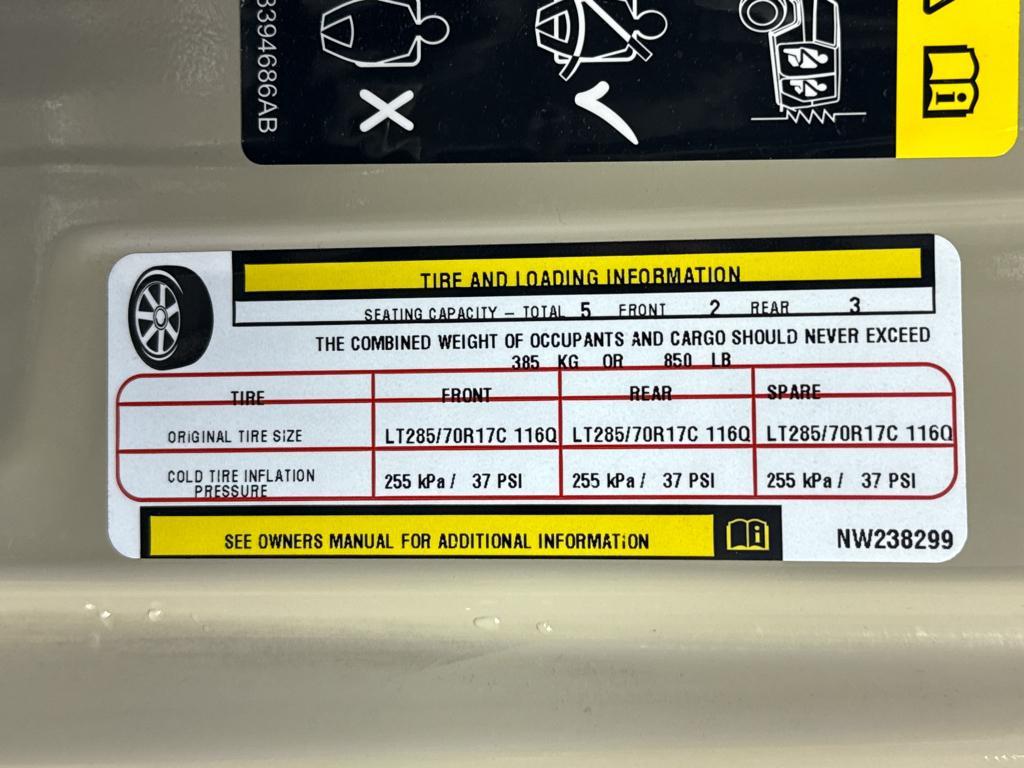 3394686AB
TIRE AND LOADING INFORMATION
SEATING CAPACITY – TOTAL 5 FRONT 2 REAR 3
THE COMBINED WEIGHT OF OCCUPANTS AND CARGO SHOULD NEVER EXCEED
385 KG OR 850 LB
TIRE FRONT REAR SPARE
ORIGINAL TIRE SIZE LT285/70R17C 116Q LT285/70R17C 116Q LT285/70R17C 116Q
COLD TIRE INFLATION PRESSURE 255 kPa / 37 PSI 255 kPa / 37 PSI 255 kPa / 37 PSI
SEE OWNERS MANUAL FOR ADDITIONAL INFORMATION
NW238299